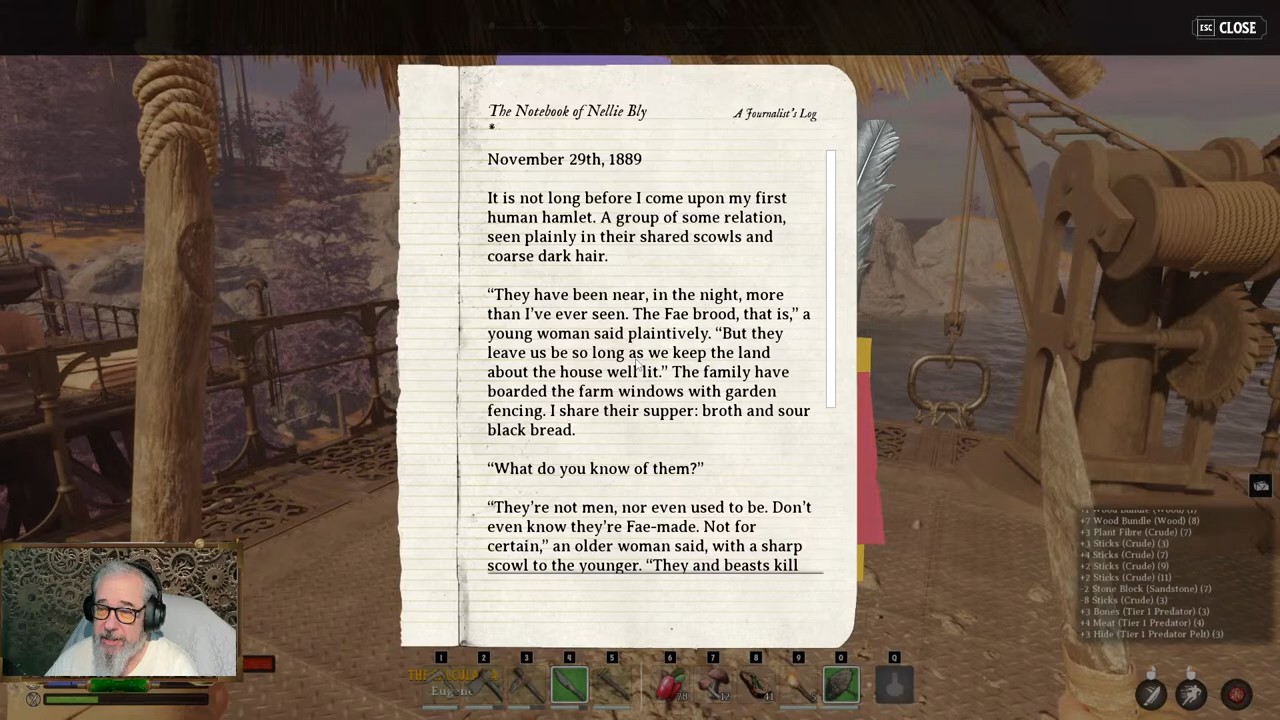 ESC CLOSE
The Notebook of Nellie Bly
A Journalist's Log
*
November 29th, 1889
It is not long before I come upon my first
human hamlet. A group of some relation,
seen plainly in their shared scowls and
coarse dark hair.
“They have been near, in the night, more
than I’ve ever seen. The Fae brood, that is,” a
young woman said plaintively. “But they
leave us be so long as we keep the land
about the house well lit.” The family have
boarded the farm windows with garden
fencing. I share their supper: broth and sour
black bread.
“What do you know of them?”
“They’re not men, nor even used to be. Don’t
even know they’re Fae-made. Not for
certain,” an older woman said, with a sharp
scowl to the younger. “They and beasts kill
+7 Wood Bundle (Wood) (8)
+3 Plant Fibre (Crude) (7)
+3 Sticks (Crude) (3)
+4 Sticks (Crude) (7)
+2 Sticks (Crude) (9)
+2 Sticks (Crude) (11)
-2 Stone Block (Sandstone) (7)
-8 Sticks (Crude) (3)
+3 Bones (Tier 1 Predator) (3)
+4 Meat (Tier 1 Predator) (4)
+3 Hide (Tier 1 Predator Pelt) (3)
1 2 3 4 5 6 7 8 9 0 Q
Eugene
78 12 41